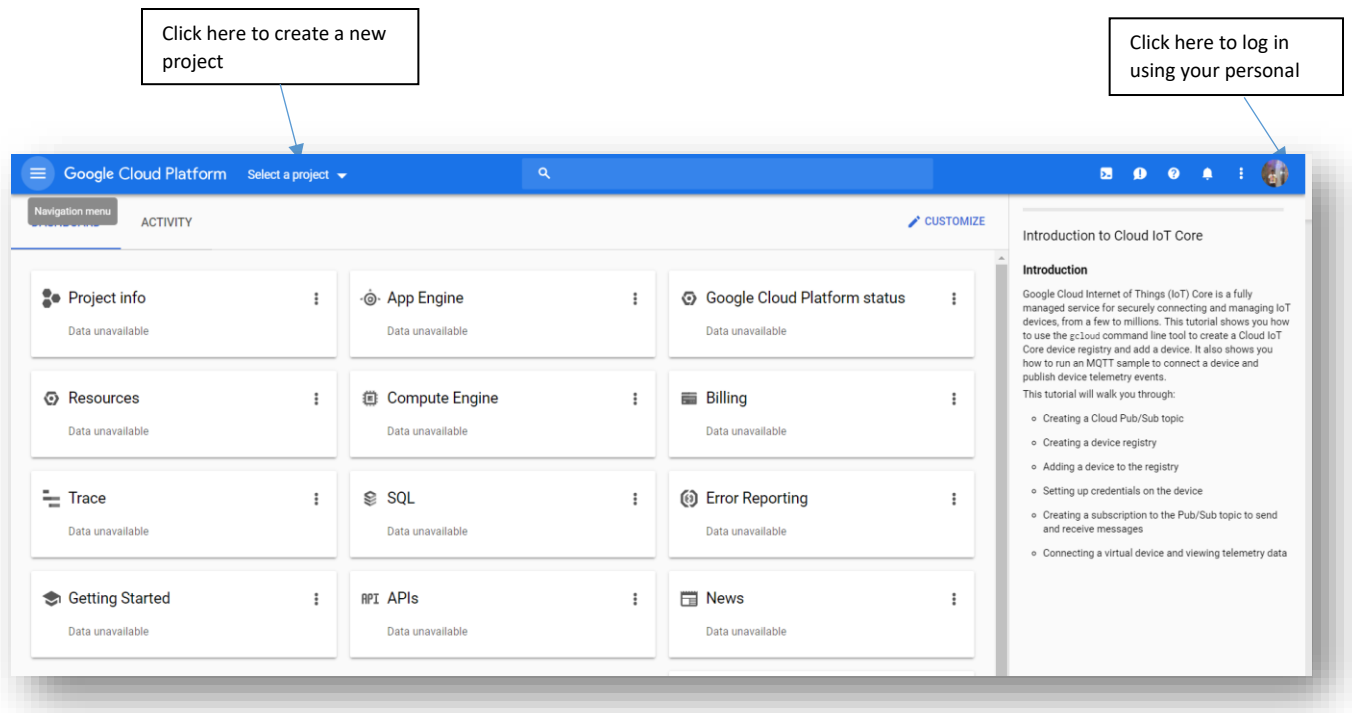 Click here to create a new
project
Click here to log in
using your personal
Google Cloud Platform
Select a project
Navigation menu
ACTIVITY
CUSTOMIZE
Project info
Data unavailable
App Engine
Data unavailable
Google Cloud Platform status
Data unavailable
Resources
Data unavailable
Compute Engine
Data unavailable
Billing
Data unavailable
Trace
Data unavailable
SQL
Data unavailable
Error Reporting
Data unavailable
Getting Started
Data unavailable
API APIs
Data unavailable
News
Data unavailable
Introduction to Cloud IoT Core
Introduction
Google Cloud Internet of Things (IoT) Core is a fully
managed service for securely connecting and managing IoT
devices, from a few to millions. This tutorial shows you how
to use the gcloud command line tool to create a Cloud IoT
Core device registry and add a device. It also shows you
how to run an MQTT sample to connect a device and
publish device telemetry events.
This tutorial will walk you through:
Creating a Cloud Pub/Sub topic
Creating a device registry
Adding a device to the registry
Setting up credentials on the device
Creating a subscription to the Pub/Sub topic to send
and receive messages
Connecting a virtual device and viewing telemetry data